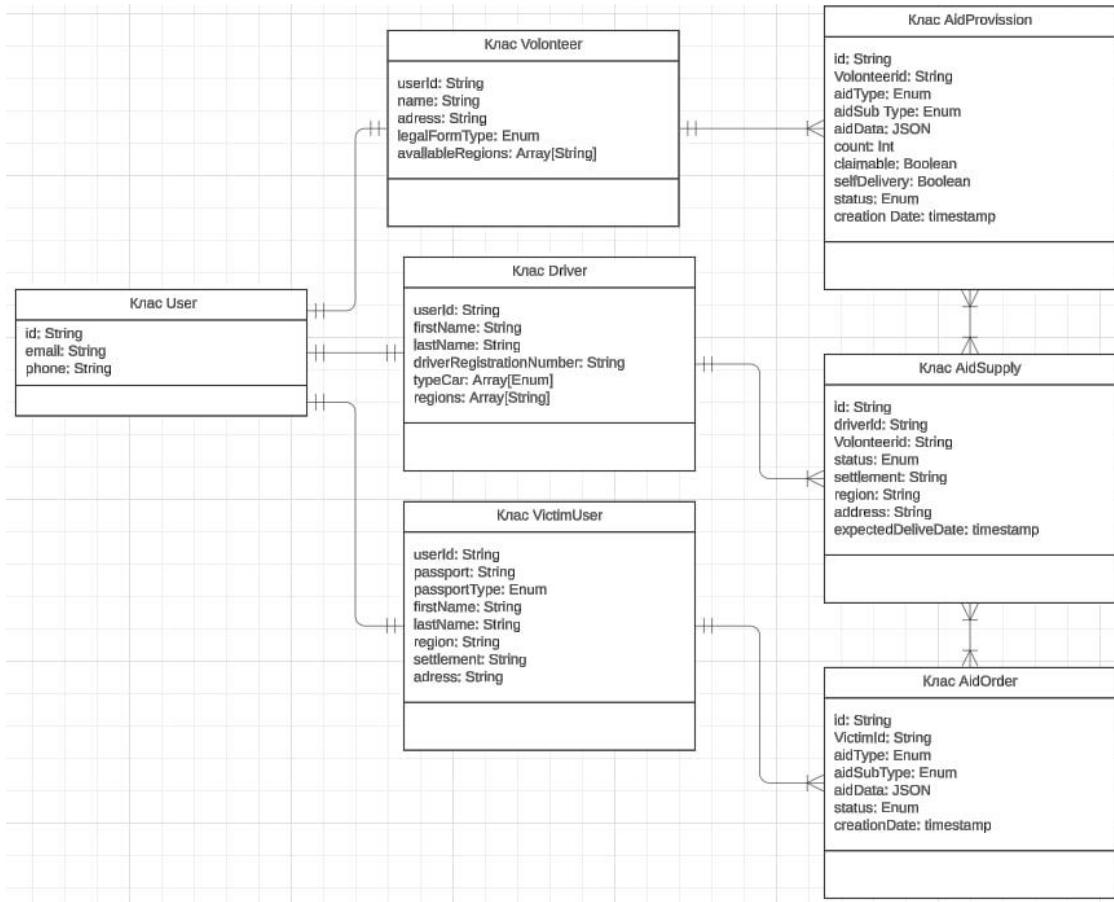 Клас Volonteer
userId: String
name: String
adress: String
legalFormType: Enum
availableRegions: Array[String]
Клас AidProvission
id: String
Volonteerid: String
aidType: Enum
aidSub Type: Enum
aidData: JSON
count: Int
claimable: Boolean
selfDelivery: Boolean
status: Enum
creation Date: timestamp
Клас User
id: String
email: String
phone: String
Клас Driver
userId: String
firstName: String
lastName: String
driverRegistrationNumber: String
typeCar: Array[Enum]
regions: Array[String]
Клас AidSupply
id: String
driverId: String
Volonteerid: String
status: Enum
settlement: String
region: String
address: String
expectedDeliveDate: timestamp
Клас VictimUser
userId: String
passport: String
passportType: Enum
firstName: String
lastName: String
region: String
settlement: String
adress: String
Клас AidOrder
id: String
VictimId: String
aidType: Enum
aidSubType: Enum
aidData: JSON
status: Enum
creationDate: timestamp